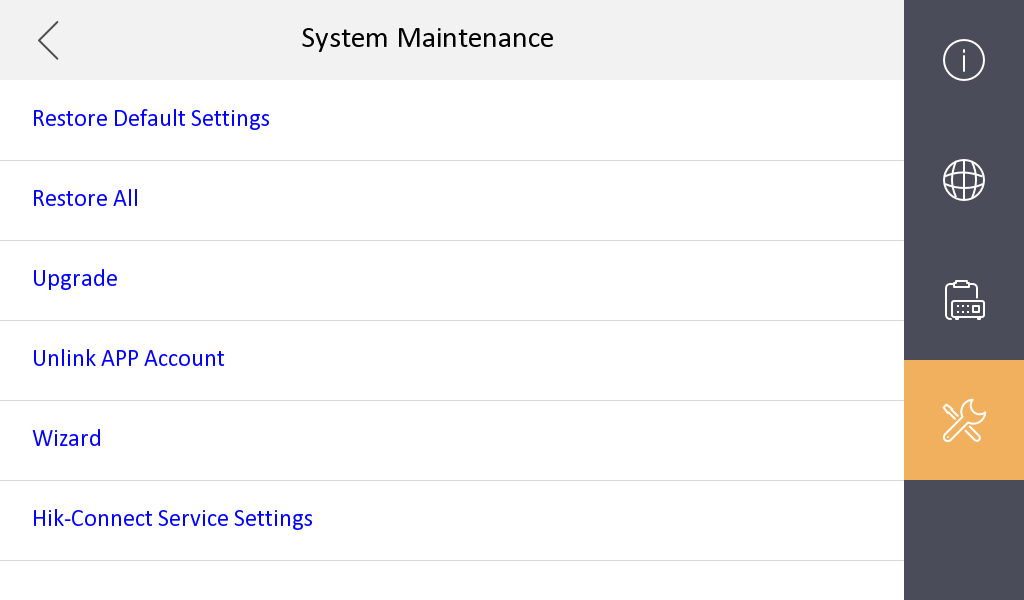 System Maintenance
Restore Default Settings
Restore All
Upgrade
Unlink APP Account
Wizard
Hik-Connect Service Settings